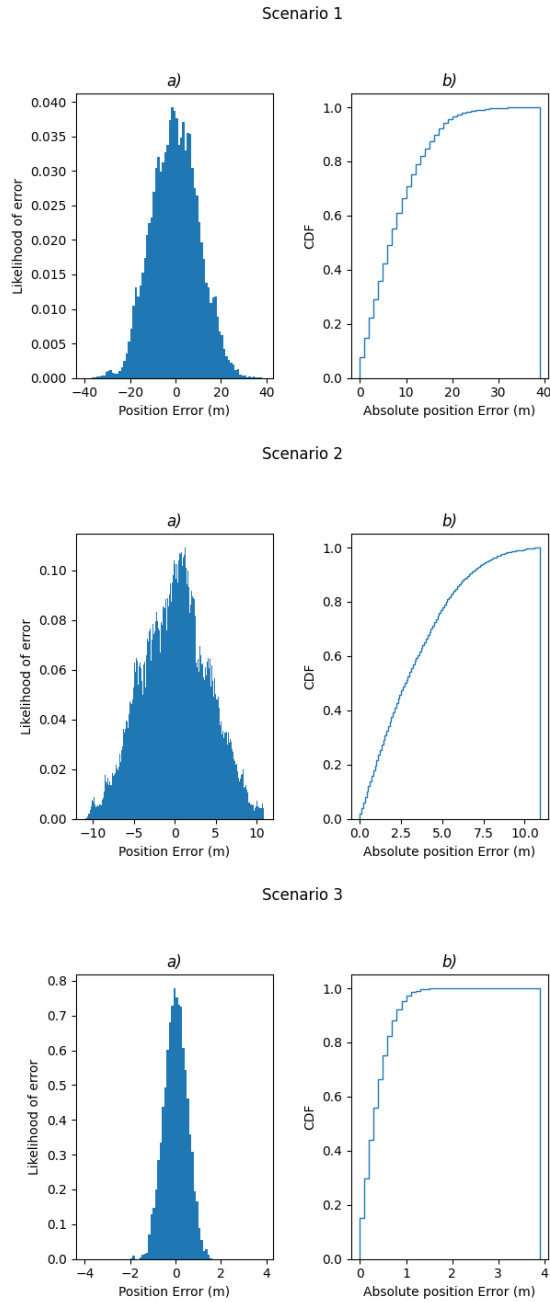 Scenario 1
a)
b)
0.040
0.035
0.030
0.025
0.020
0.015
0.010
0.005
0.000
Likelihood of error
−40 −20 0 20 40
Position Error (m)
1.0
0.8
0.6
0.4
0.2
0.0
CDF
0 10 20 30 40
Absolute position Error (m)
Scenario 2
a)
b)
0.10
0.08
0.06
0.04
0.02
0.00
Likelihood of error
−10 −5 0 5 10
Position Error (m)
1.0
0.8
0.6
0.4
0.2
0.0
CDF
0.0 2.5 5.0 7.5 10.0
Absolute position Error (m)
Scenario 3
a)
b)
0.8
0.7
0.6
0.5
0.4
0.3
0.2
0.1
0.0
Likelihood of error
−4 −2 0 2 4
Position Error (m)
1.0
0.8
0.6
0.4
0.2
0.0
CDF
0 1 2 3 4
Absolute position Error (m)